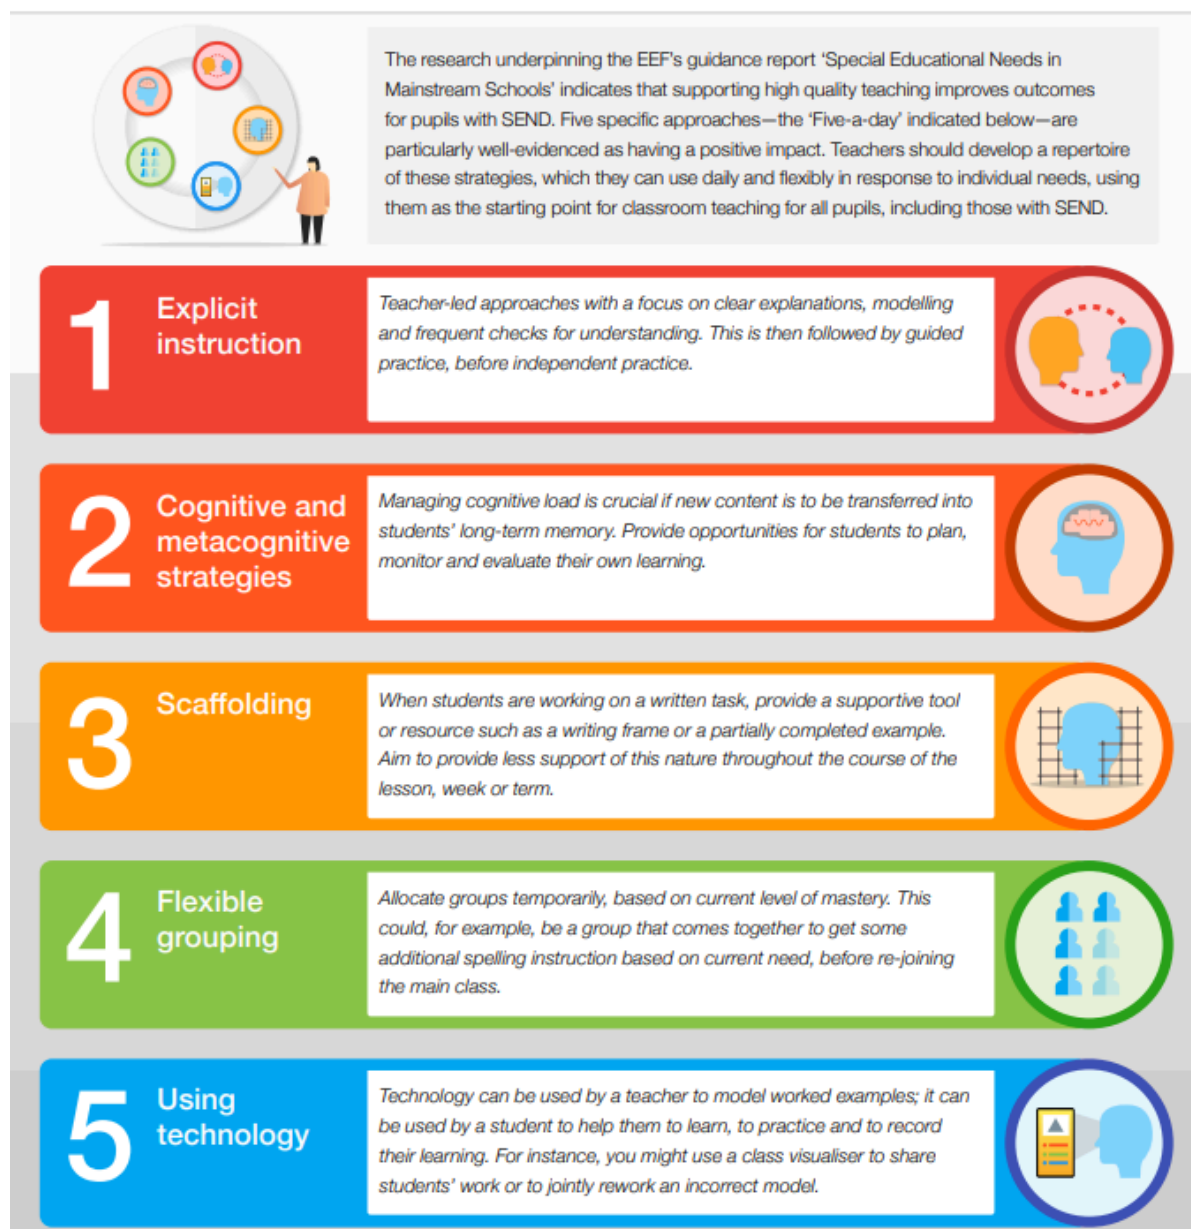 The research underpinning the EEF's guidance report ‘Special Educational Needs in
Mainstream Schools’ indicates that supporting high quality teaching improves outcomes
for pupils with SEND. Five specific approaches—the ‘Five-a-day’ indicated below—are
particularly well-evidenced as having a positive impact. Teachers should develop a repertoire
of these strategies, which they can use daily and flexibly in response to individual needs, using
them as the starting point for classroom teaching for all pupils, including those with SEND.
1
Explicit
instruction
Teacher-led approaches with a focus on clear explanations, modelling
and frequent checks for understanding. This is then followed by guided
practice, before independent practice.
2
Cognitive and
metacognitive
strategies
Managing cognitive load is crucial if new content is to be transferred into
students' long-term memory. Provide opportunities for students to plan,
monitor and evaluate their own learning.
3
Scaffolding
When students are working on a written task, provide a supportive tool
or resource such as a writing frame or a partially completed example.
Aim to provide less support of this nature throughout the course of the
lesson, week or term.
4
Flexible
grouping
Allocate groups temporarily, based on current level of mastery. This
could, for example, be a group that comes together to get some
additional spelling instruction based on current need, before re-joining
the main class.
5
Using
technology
Technology can be used by a teacher to model worked examples; it can
be used by a student to help them to learn, to practice and to record
their learning. For instance, you might use a class visualiser to share
students' work or to jointly rework an incorrect model.